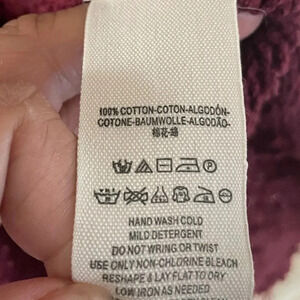 100% COTTON-COTON-ALGODÓN-
COTONE-BAUMWOLLE-ALGODÃO-
棉花-綿
HAND WASH COLD
MILD DETERGENT
DO NOT WRING OR TWIST
USE ONLY NON-CHLORINE BLEACH
RESHAPE & LAY FLAT TO DRY
LOW IRON AS NEEDED